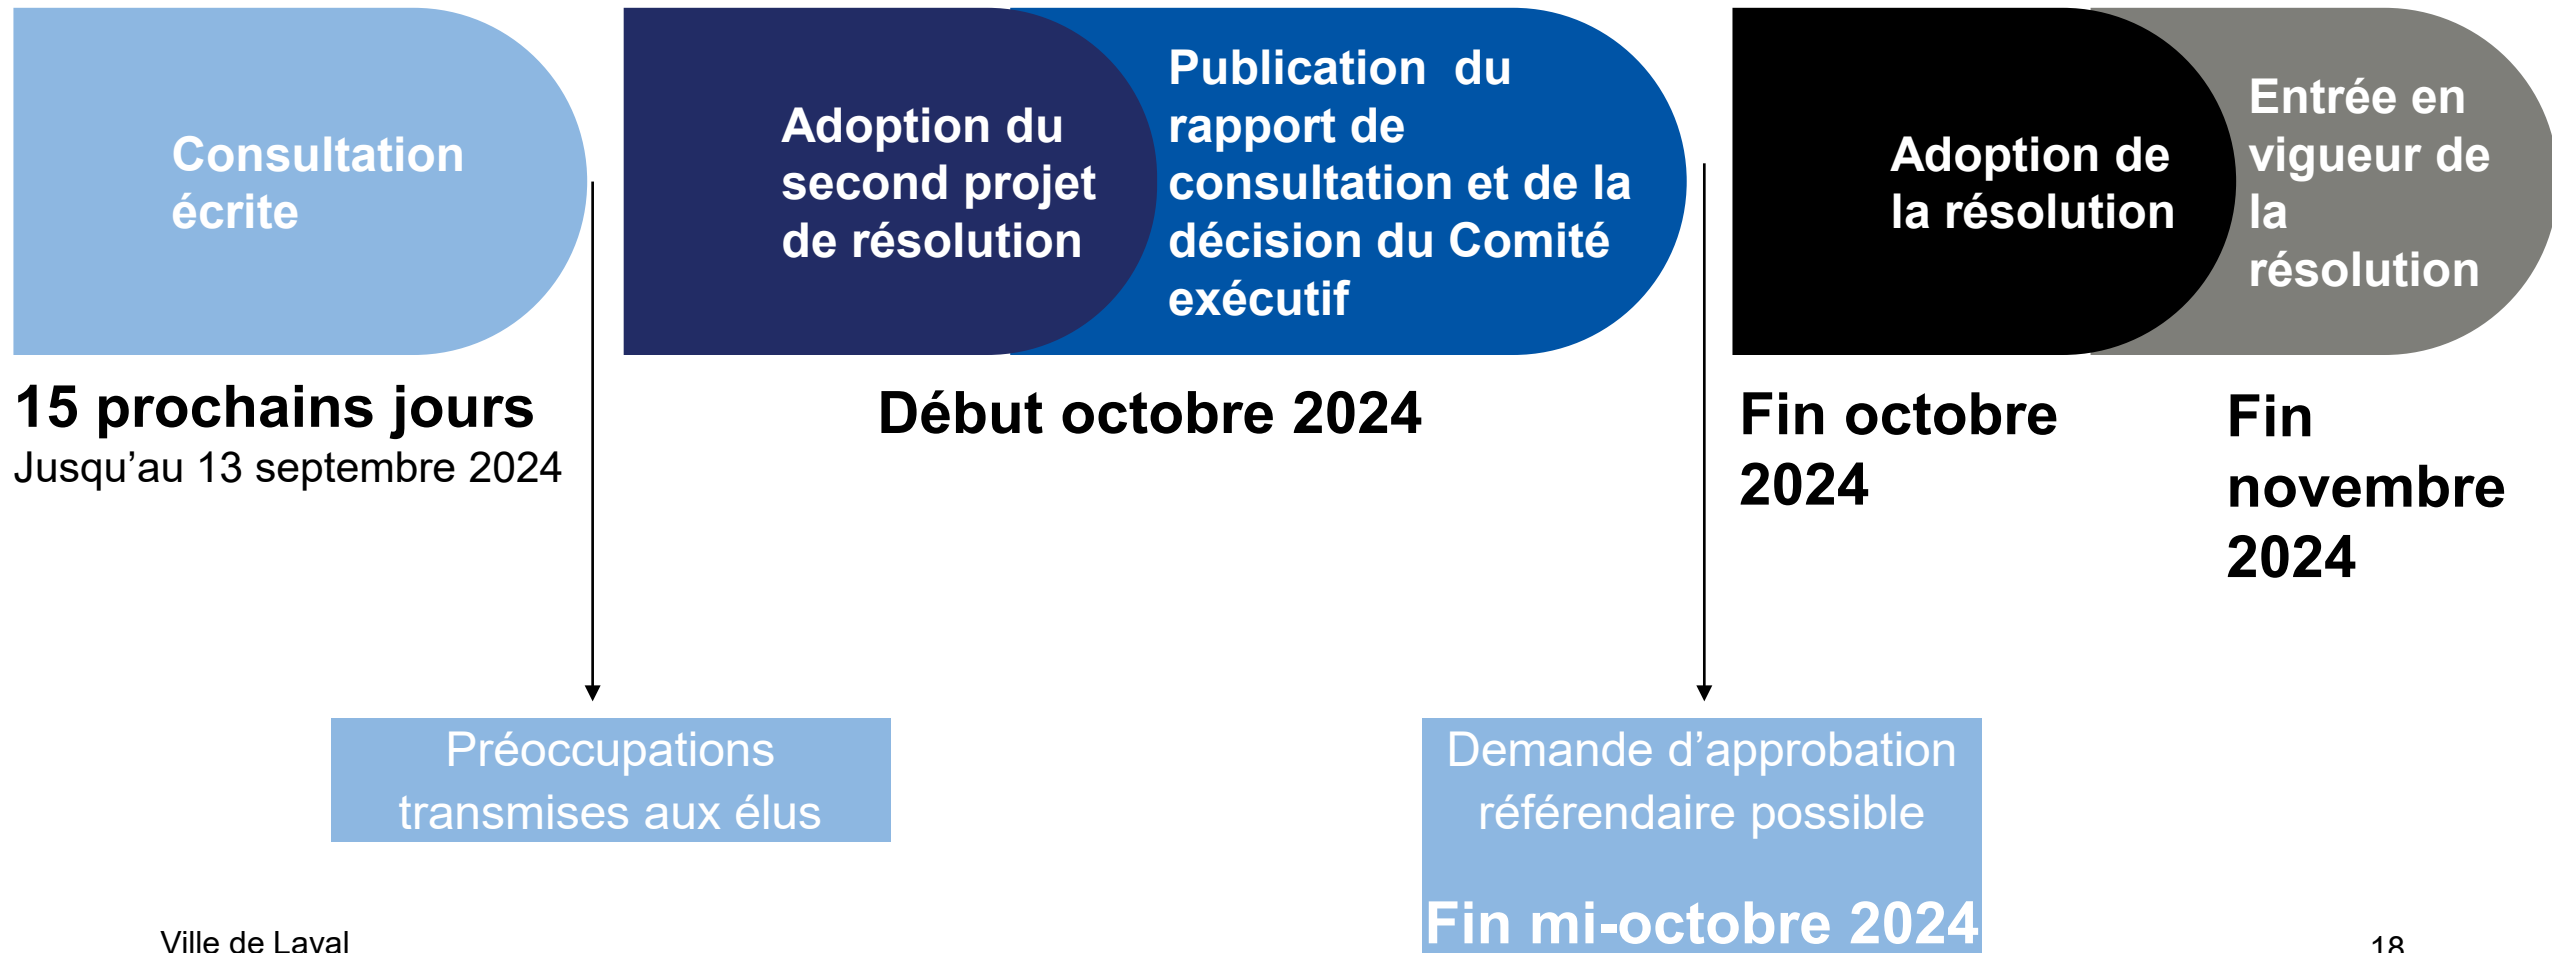 Consultation
écrite
Adoption du
second projet
de résolution
Publication  du
rapport de
consultation et de la
décision du Comité
exécutif
Adoption de
la résolution
Entrée en
vigueur de
la
résolution
15 prochains jours
Jusqu’au 13 septembre 2024
Début octobre 2024
Fin octobre
2024
Fin
novembre
2024
Préoccupations
transmises aux élus
Demande d’approbation
référendaire possible
Fin mi-octobre 2024
Ville de Laval
18